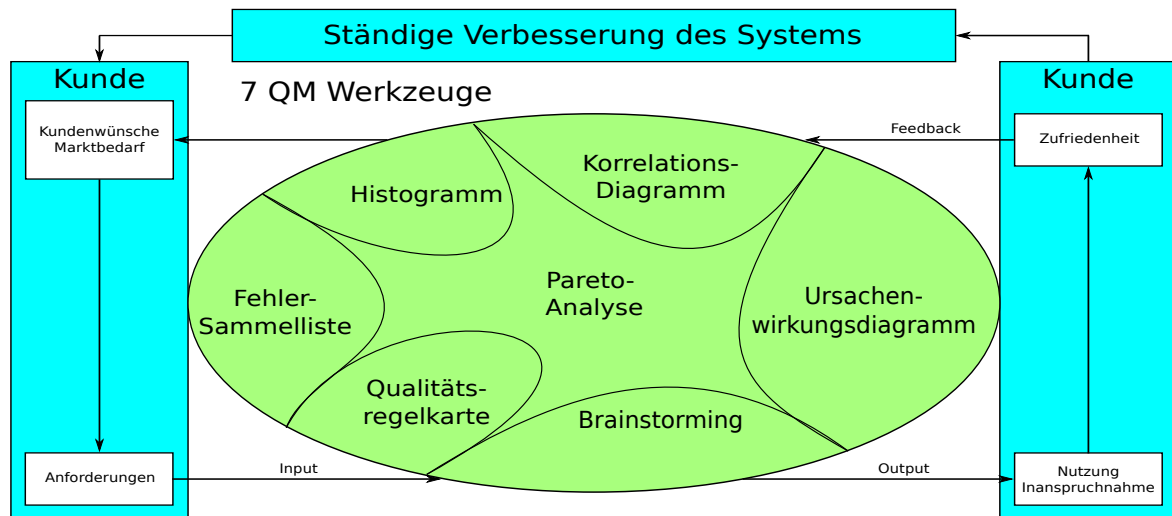 Ständige Verbesserung des Systems
Kunde
Kunde
7 QM Werkzeuge
Kundenwünsche
Marktbedarf
Feedback
Zufriedenheit
Korrelations-
Diagramm
Histogramm
Fehler-
Sammelliste
Pareto-
Analyse
Ursachen-
wirkungsdiagramm
Qualitäts-
regelkarte
Brainstorming
Anforderungen
Input
Output
Nutzung
Inanspruchnahme